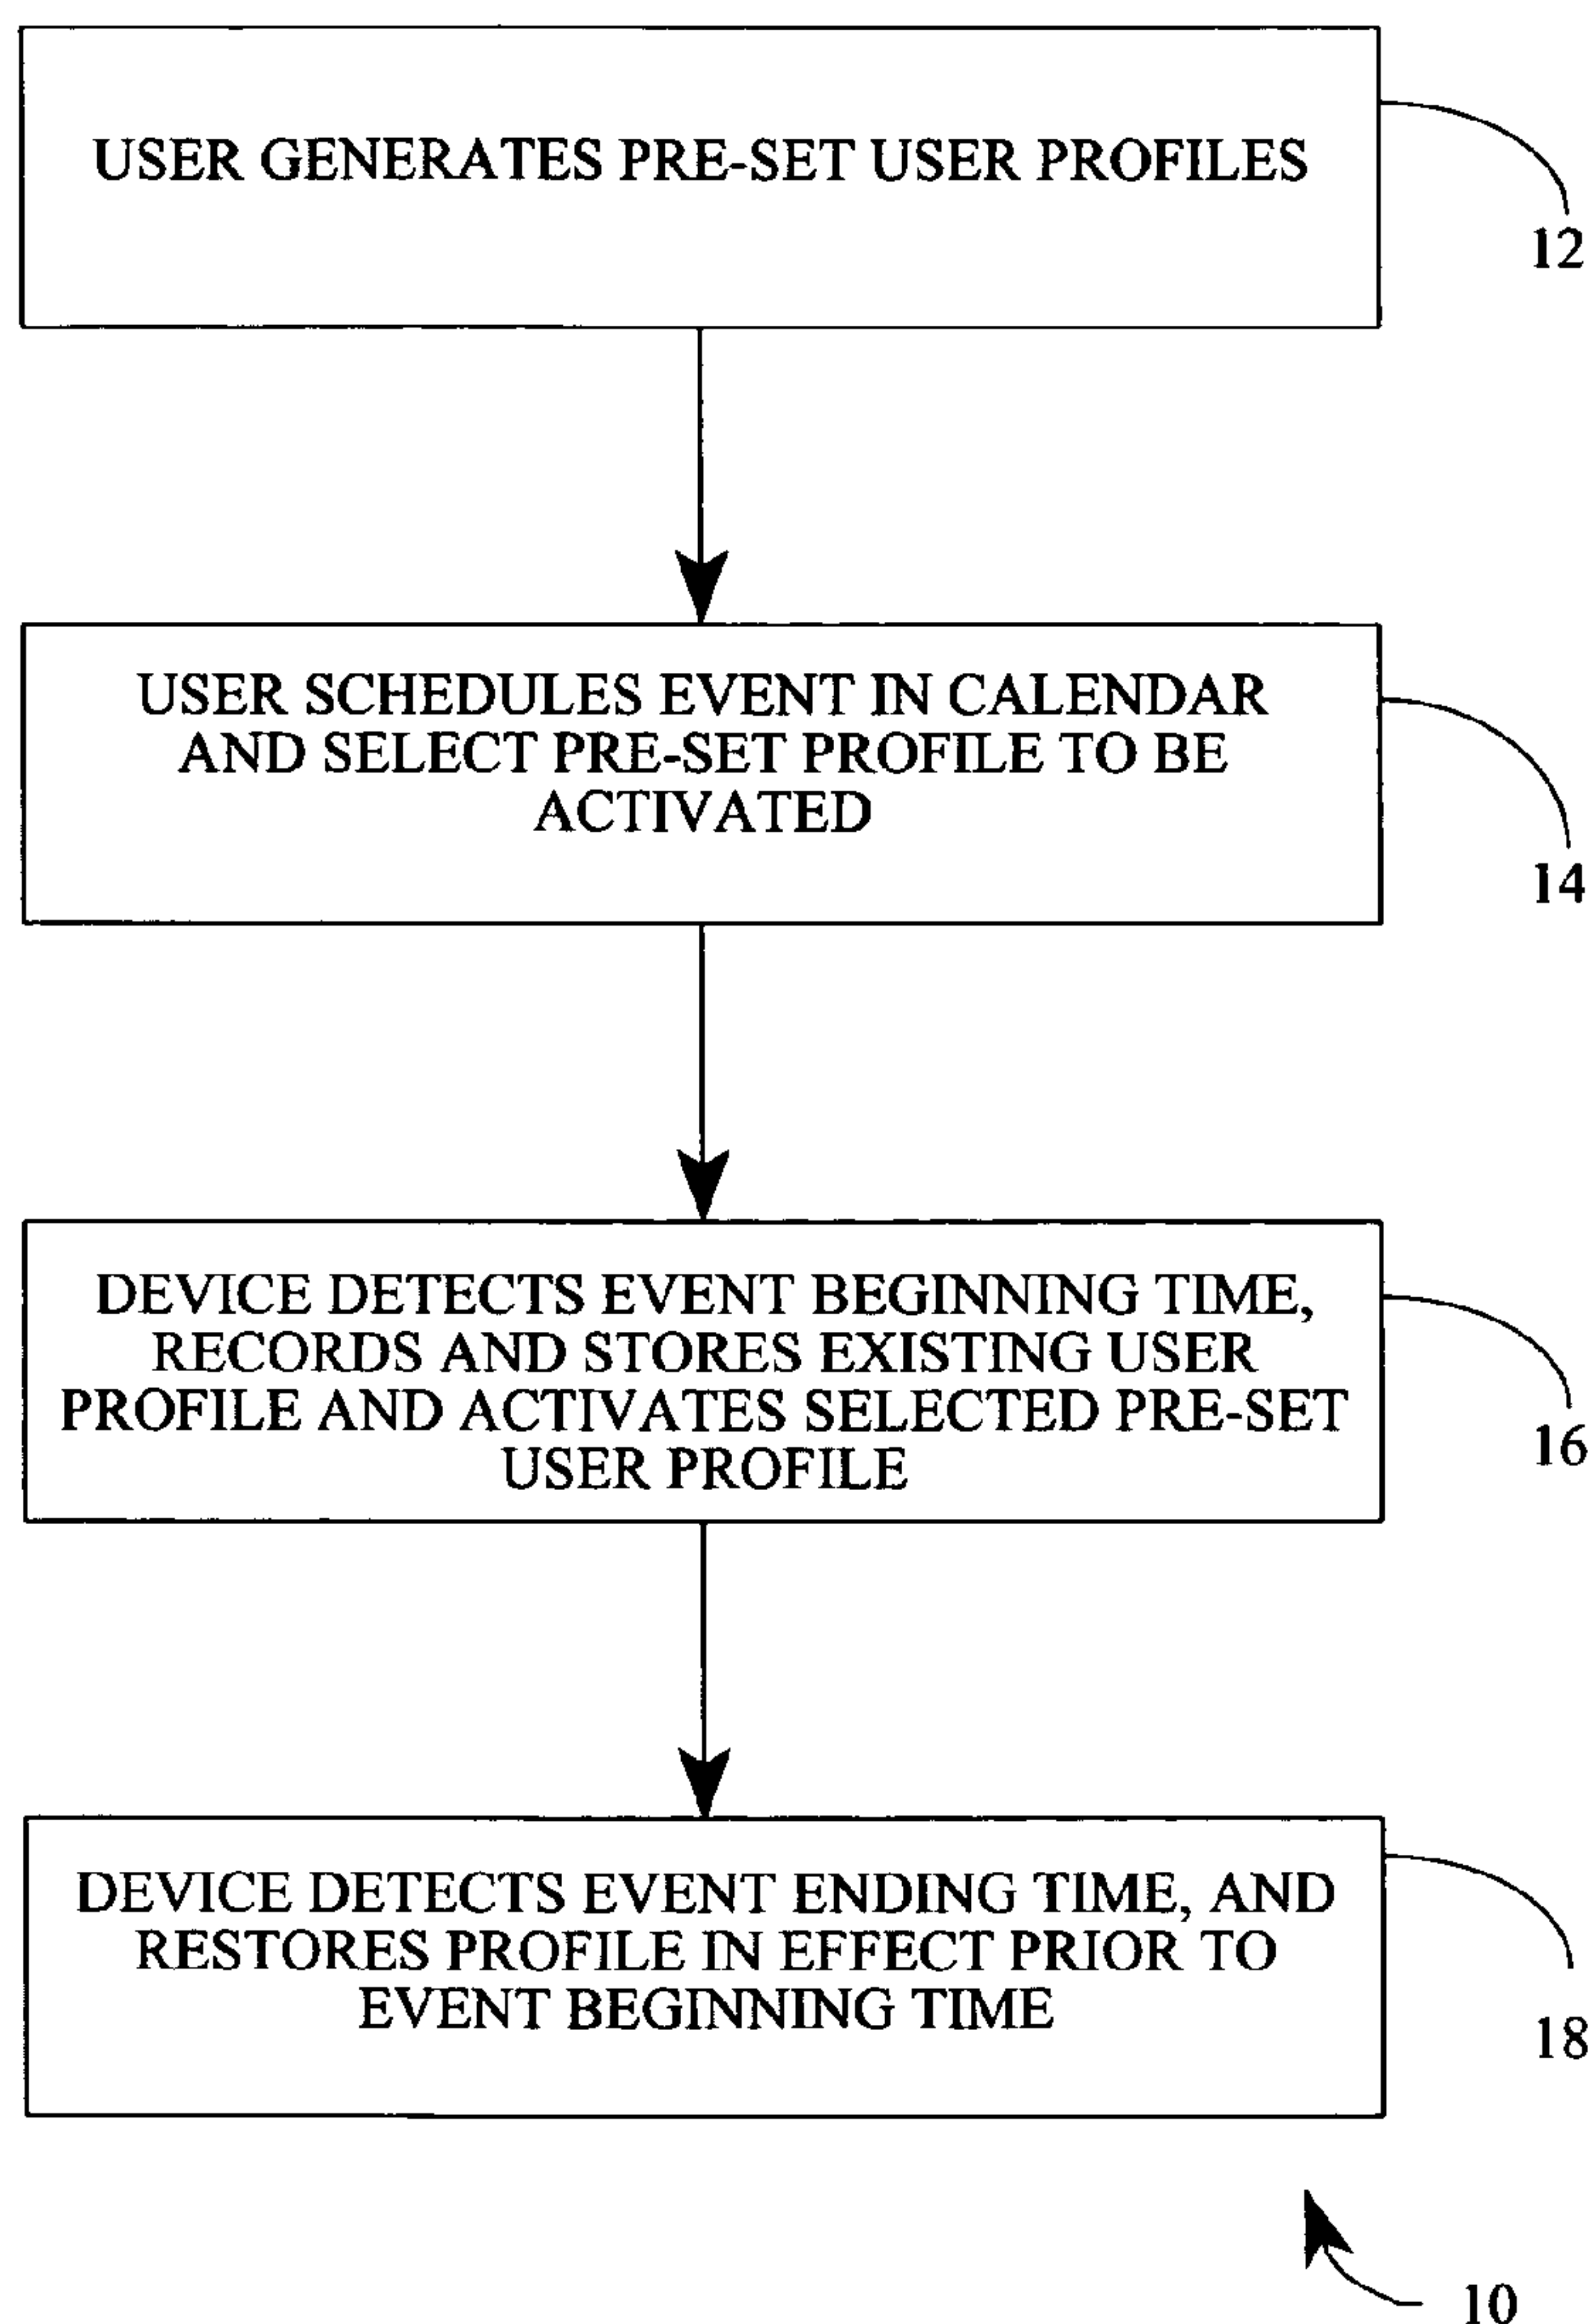 USER GENERATES PRE-SET USER PROFILES
12
USER SCHEDULES EVENT IN CALENDAR
AND SELECT PRE-SET PROFILE TO BE
ACTIVATED
14
DEVICE DETECTS EVENT BEGINNING TIME,
RECORDS AND STORES EXISTING USER
PROFILE AND ACTIVATES SELECTED PRE-SET
USER PROFILE
16
DEVICE DETECTS EVENT ENDING TIME, AND
RESTORES PROFILE IN EFFECT PRIOR TO
EVENT BEGINNING TIME
18
10